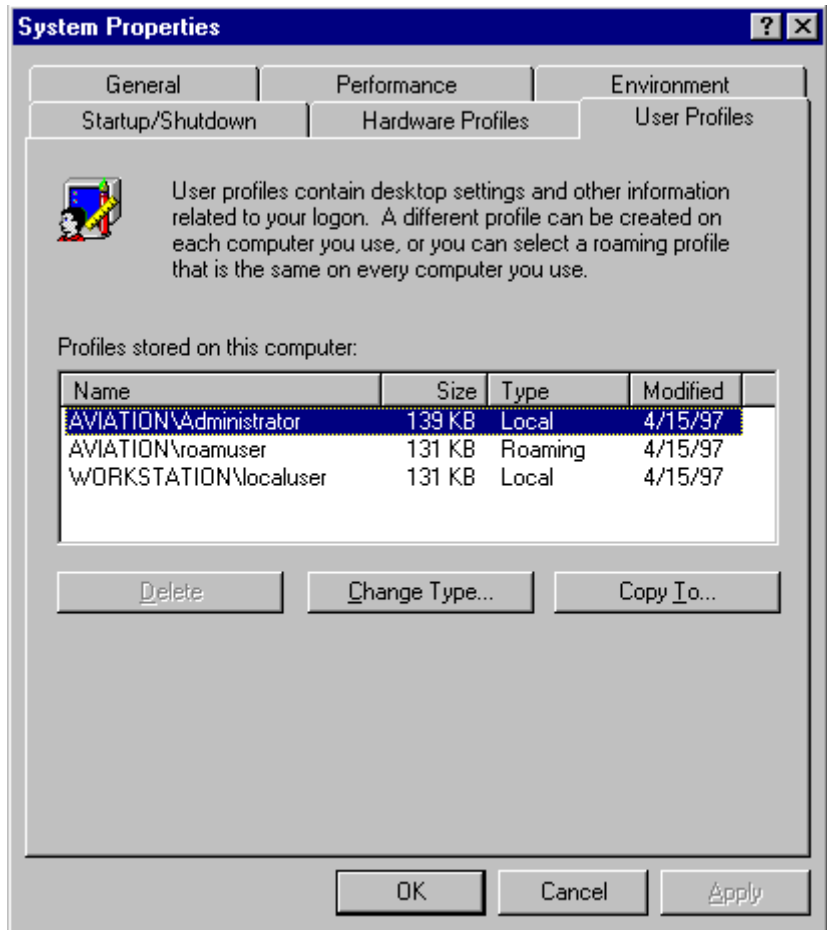 System Properties
General Performance Environment
Startup/Shutdown Hardware Profiles User Profiles
User profiles contain desktop settings and other information
related to your logon. A different profile can be created on
each computer you use, or you can select a roaming profile
that is the same on every computer you use.
Profiles stored on this computer:
Name Size Type Modified
AVIATION\Administrator 139 KB Local 4/15/97
AVIATION\roamuser 131 KB Roaming 4/15/97
WORKSTATION\localuser 131 KB Local 4/15/97
Delete Change Type... Copy To...
OK Cancel Apply